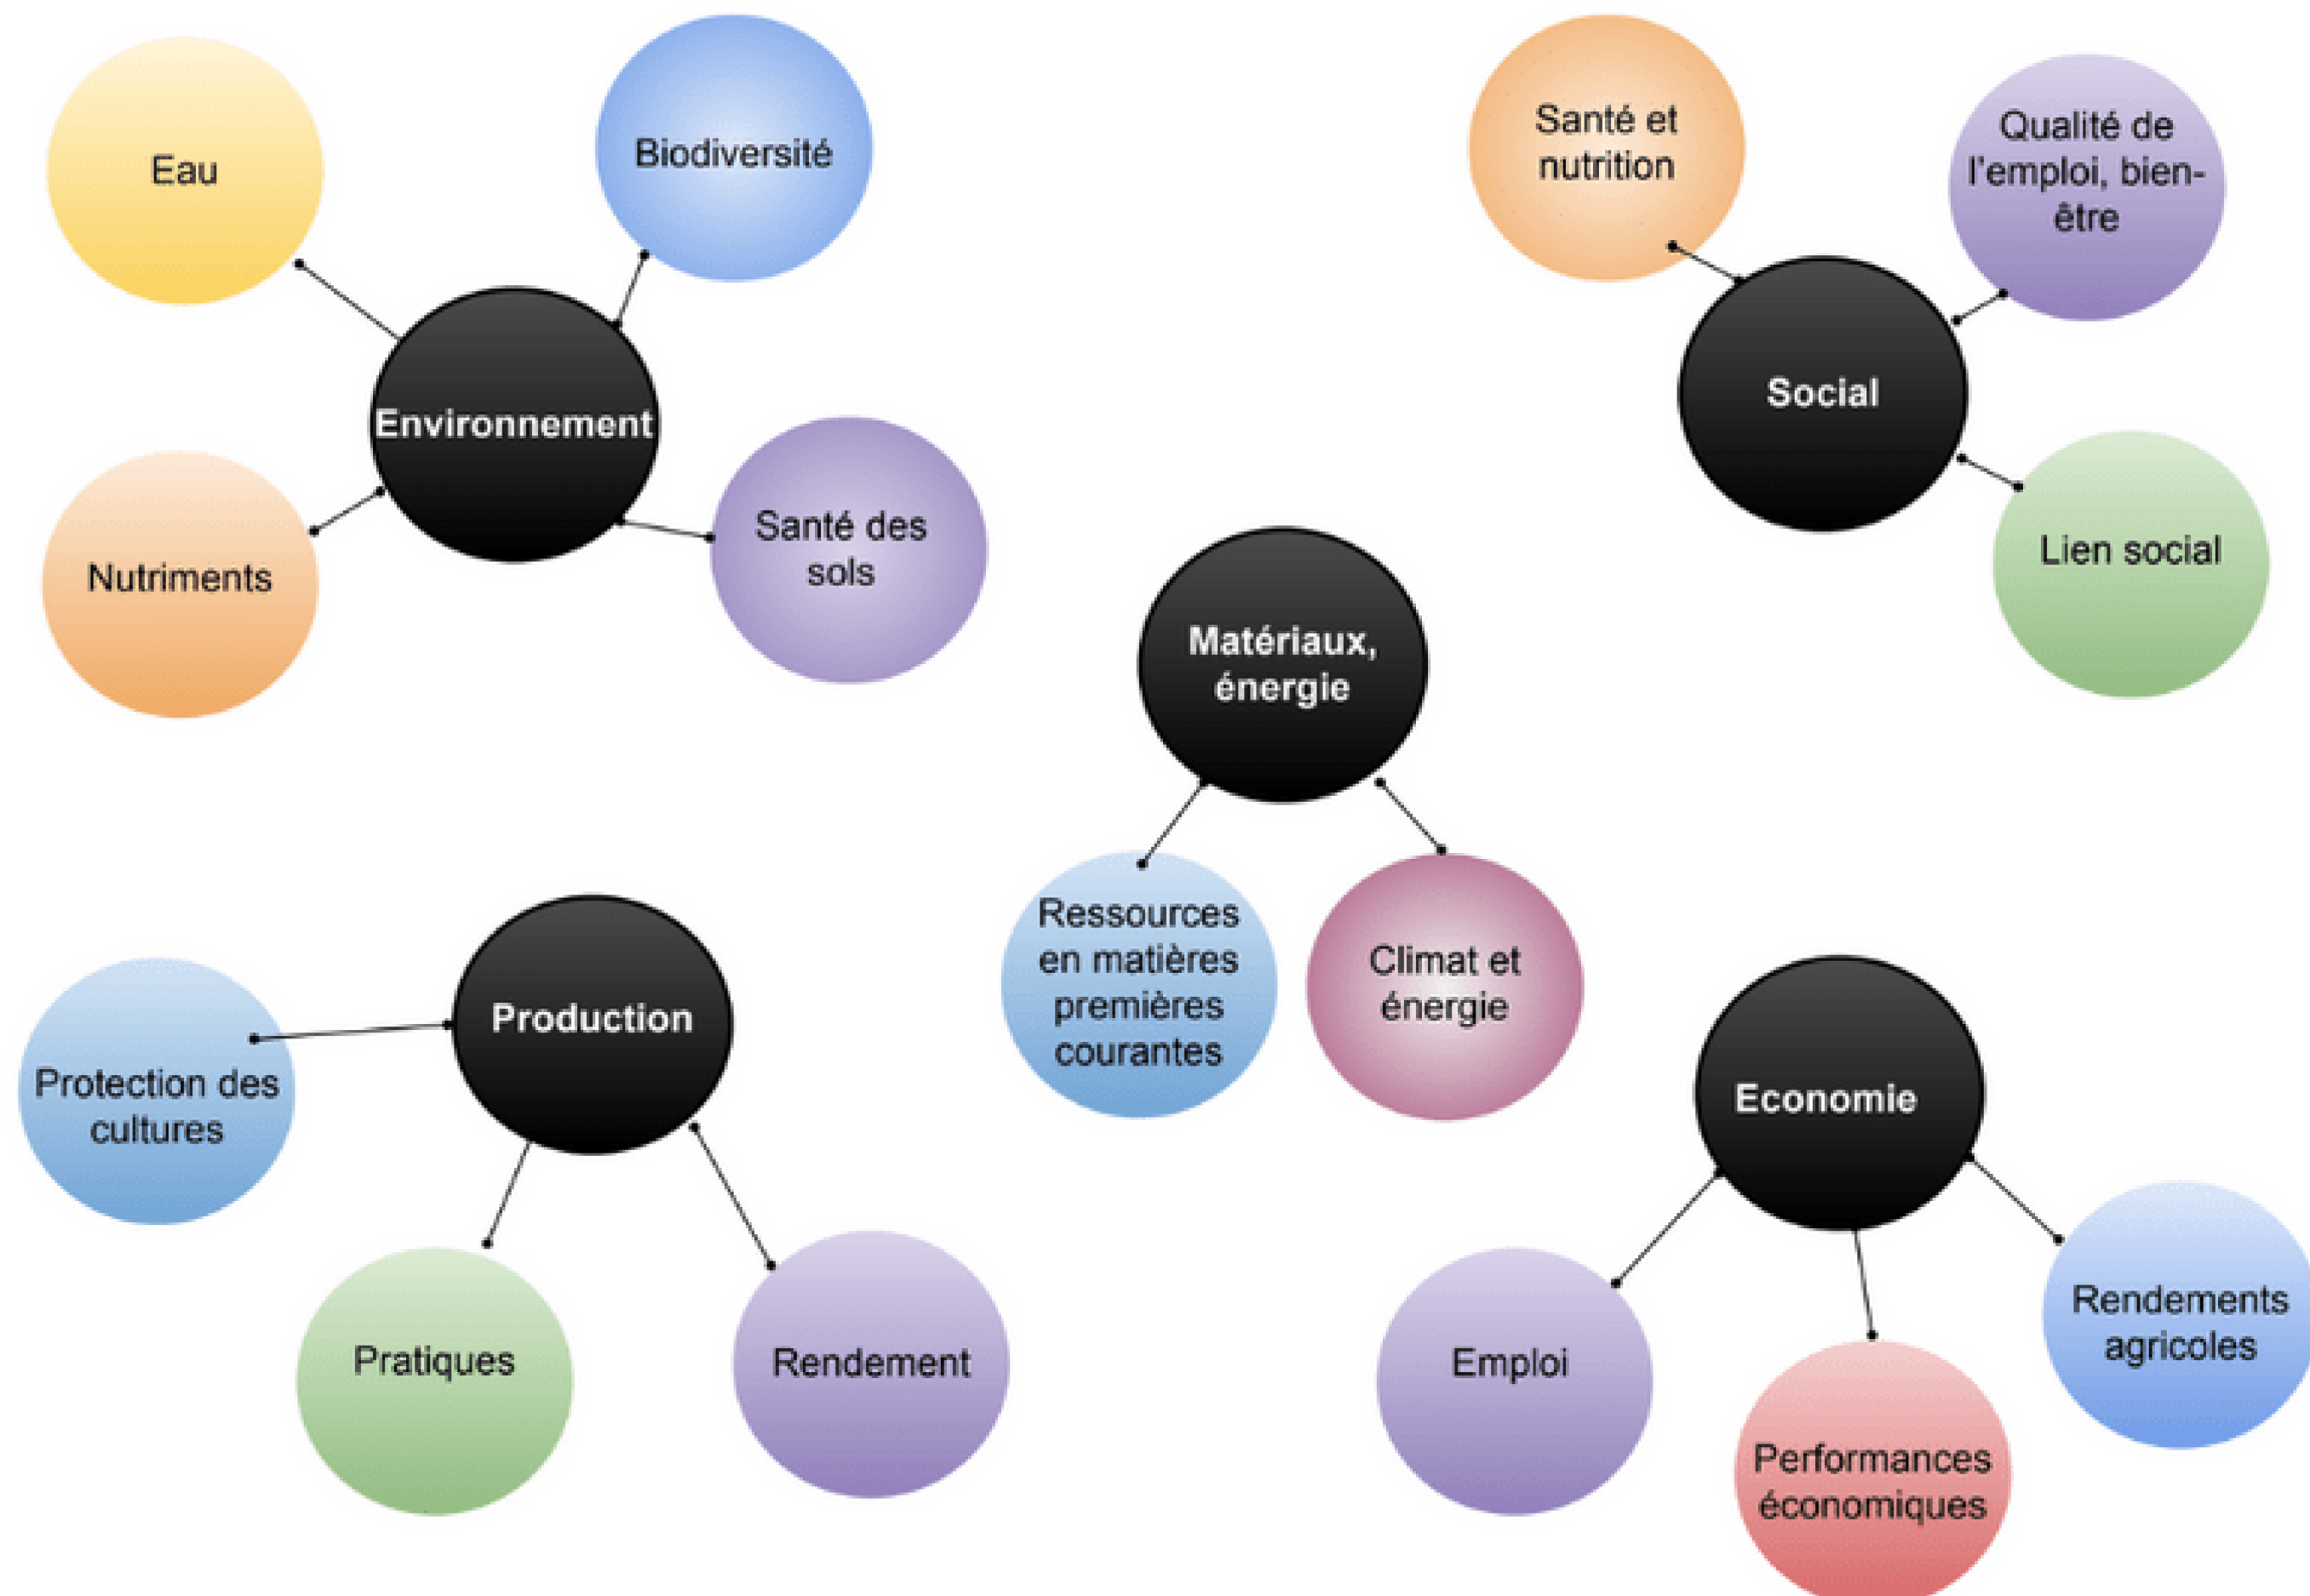 Eau
Biodiversité
Environnement
Nutriments
Santé des
sols
Santé et
nutrition
Qualité de
l'emploi, bien-
être
Social
Lien social
Matériaux,
énergie
Ressources
en matières
premières
courantes
Climat et
énergie
Production
Protection des
cultures
Pratiques
Rendement
Economie
Emploi
Performances
économiques
Rendements
agricoles